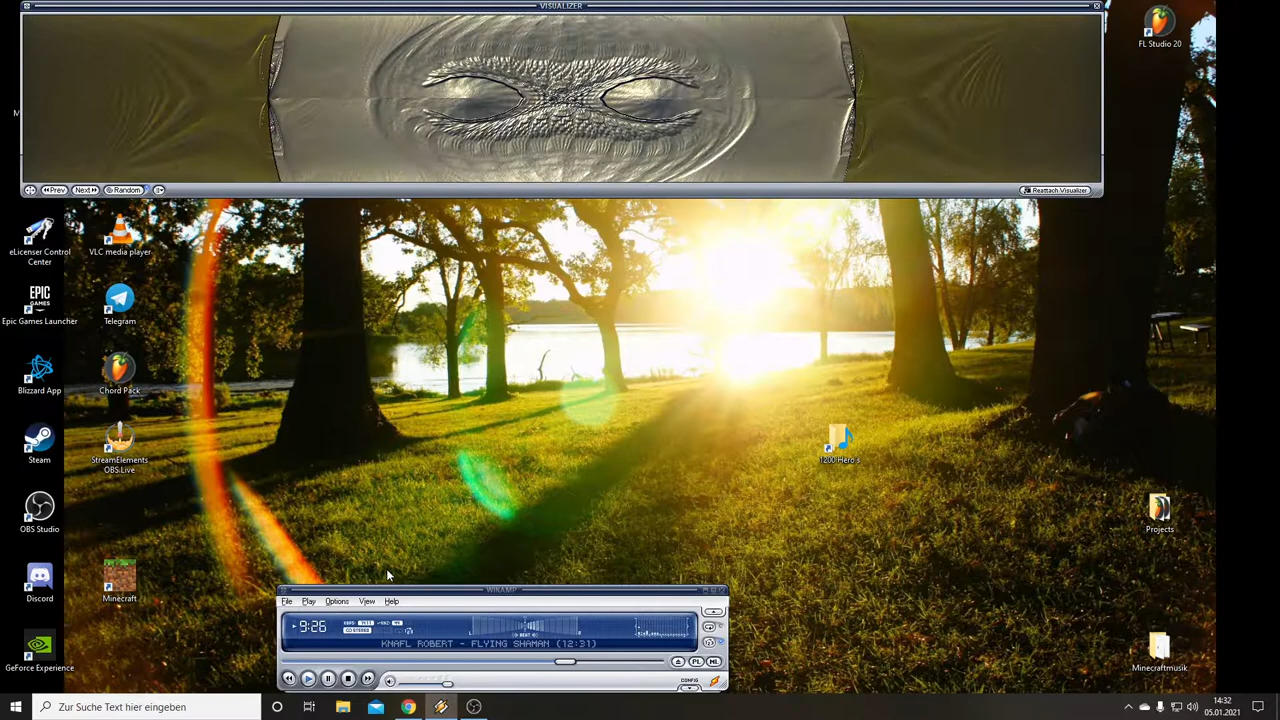 VISUALIZER
FL Studio 20
Prev
Next
Random
Reattach Visualizer
eLicenser Control
Center
VLC media player
EPIC
GAMES
Epic Games Launcher
Telegram
Blizzard App
Chord Pack
Steam
StreamElements
OBS.Live
1200 Hero s
OBS Studio
Projects
Discord
Minecraft
WINAMP
File Play Options View Help
9:26
KNAFL ROBERT - FLYING SHAMAN (12:31)
PL ML
CONFIG
GeForce Experience
Minecraftmusik
Zur Suche Text hier eingeben
14:32
05.01.2021